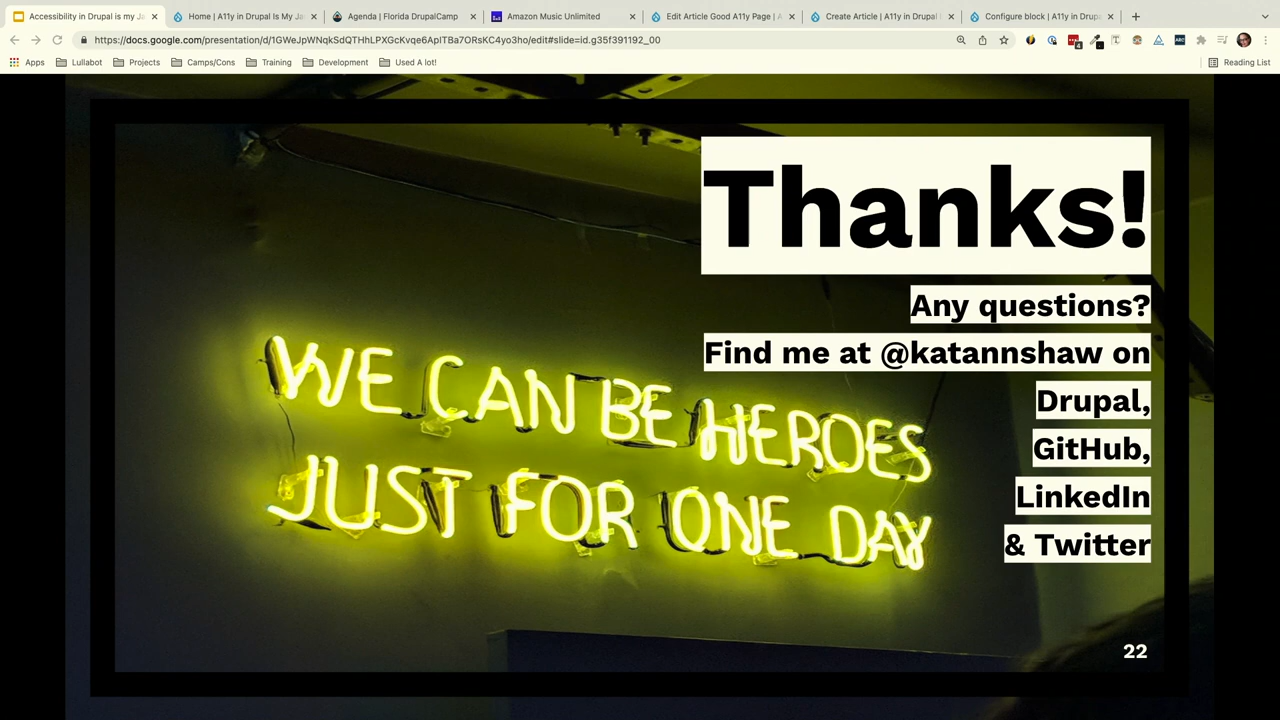 Accessibility in Drupal is my Ja
Home | A11y in Drupal Is My Ja
Agenda | Florida DrupalCamp
Amazon Music Unlimited
Edit Article Good A11y Page | A
Create Article | A11y in Drupal I
Configure block | A11y in Drupa
https://docs.google.com/presentation/d/1GWeJpWNqkSdQTHhLPXGcKvqe6ApITBa7ORsKC4yo3ho/edit#slide=id.g35f391192_00
Apps
Lullabot
Projects
Camps/Cons
Training
Development
Used A lot!
Reading List
Thanks!
Any questions?
Find me at @katannshaw on
Drupal,
GitHub,
LinkedIn
& Twitter
WE CAN BE HEROES
JUST FOR ONE DAY
22